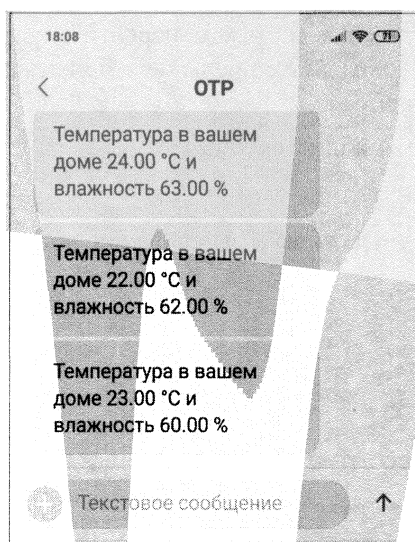 18:08
71
OTP
Температура в вашем
доме 24.00 °C и
влажность 63.00 %
Температура в вашем
доме 22.00 °C и
влажность 62.00 %
Температура в вашем
доме 23.00 °C и
влажность 60.00 %
Текстовое сообщение